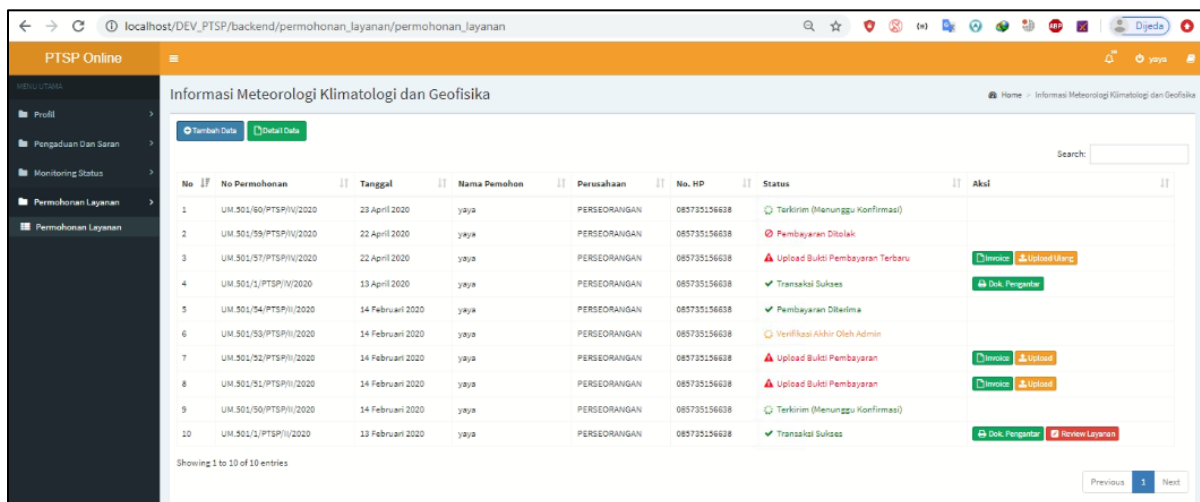 localhost/DEV_PTSP/backend/permohonan_layanan/permohonan_layanan
Dijeda
PTSP Online
yaya
MENU UTAMA
Profil
Pengaduan Dan Saran
Monitoring Status
Permohonan Layanan
Permohonan Layanan
Informasi Meteorologi Klimatologi dan Geofisika
Home > Informasi Meteorologi Klimatologi dan Geofisika
Tambah Data Detail Data
Search:
No No Permohonan Tanggal Nama Pemohon Perusahaan No. HP Status Aksi
1 UM.501/60/PTSP/IV/2020 23 April 2020 yaya PERSEORANGAN 085735156638 Terkirim (Menunggu Konfirmasi)
2 UM.501/59/PTSP/IV/2020 22 April 2020 yaya PERSEORANGAN 085735156638 Pembayaran Ditolak
3 UM.501/57/PTSP/IV/2020 22 April 2020 yaya PERSEORANGAN 085735156638 Upload Bukti Pembayaran Terbaru Invoice Upload Ulang
4 UM.501/1/PTSP/IV/2020 13 April 2020 yaya PERSEORANGAN 085735156638 Transaksi Sukses Dok. Pengantar
5 UM.501/54/PTSP/II/2020 14 Februari 2020 yaya PERSEORANGAN 085735156638 Pembayaran Diterima
6 UM.501/53/PTSP/II/2020 14 Februari 2020 yaya PERSEORANGAN 085735156638 Verifikasi Akhir Oleh Admin
7 UM.501/52/PTSP/II/2020 14 Februari 2020 yaya PERSEORANGAN 085735156638 Upload Bukti Pembayaran Invoice Upload
8 UM.501/51/PTSP/II/2020 14 Februari 2020 yaya PERSEORANGAN 085735156638 Upload Bukti Pembayaran Invoice Upload
9 UM.501/50/PTSP/II/2020 14 Februari 2020 yaya PERSEORANGAN 085735156638 Terkirim (Menunggu Konfirmasi)
10 UM.501/1/PTSP/II/2020 13 Februari 2020 yaya PERSEORANGAN 085735156638 Transaksi Sukses Dok. Pengantar Review Layanan
Showing 1 to 10 of 10 entries
Previous 1 Next